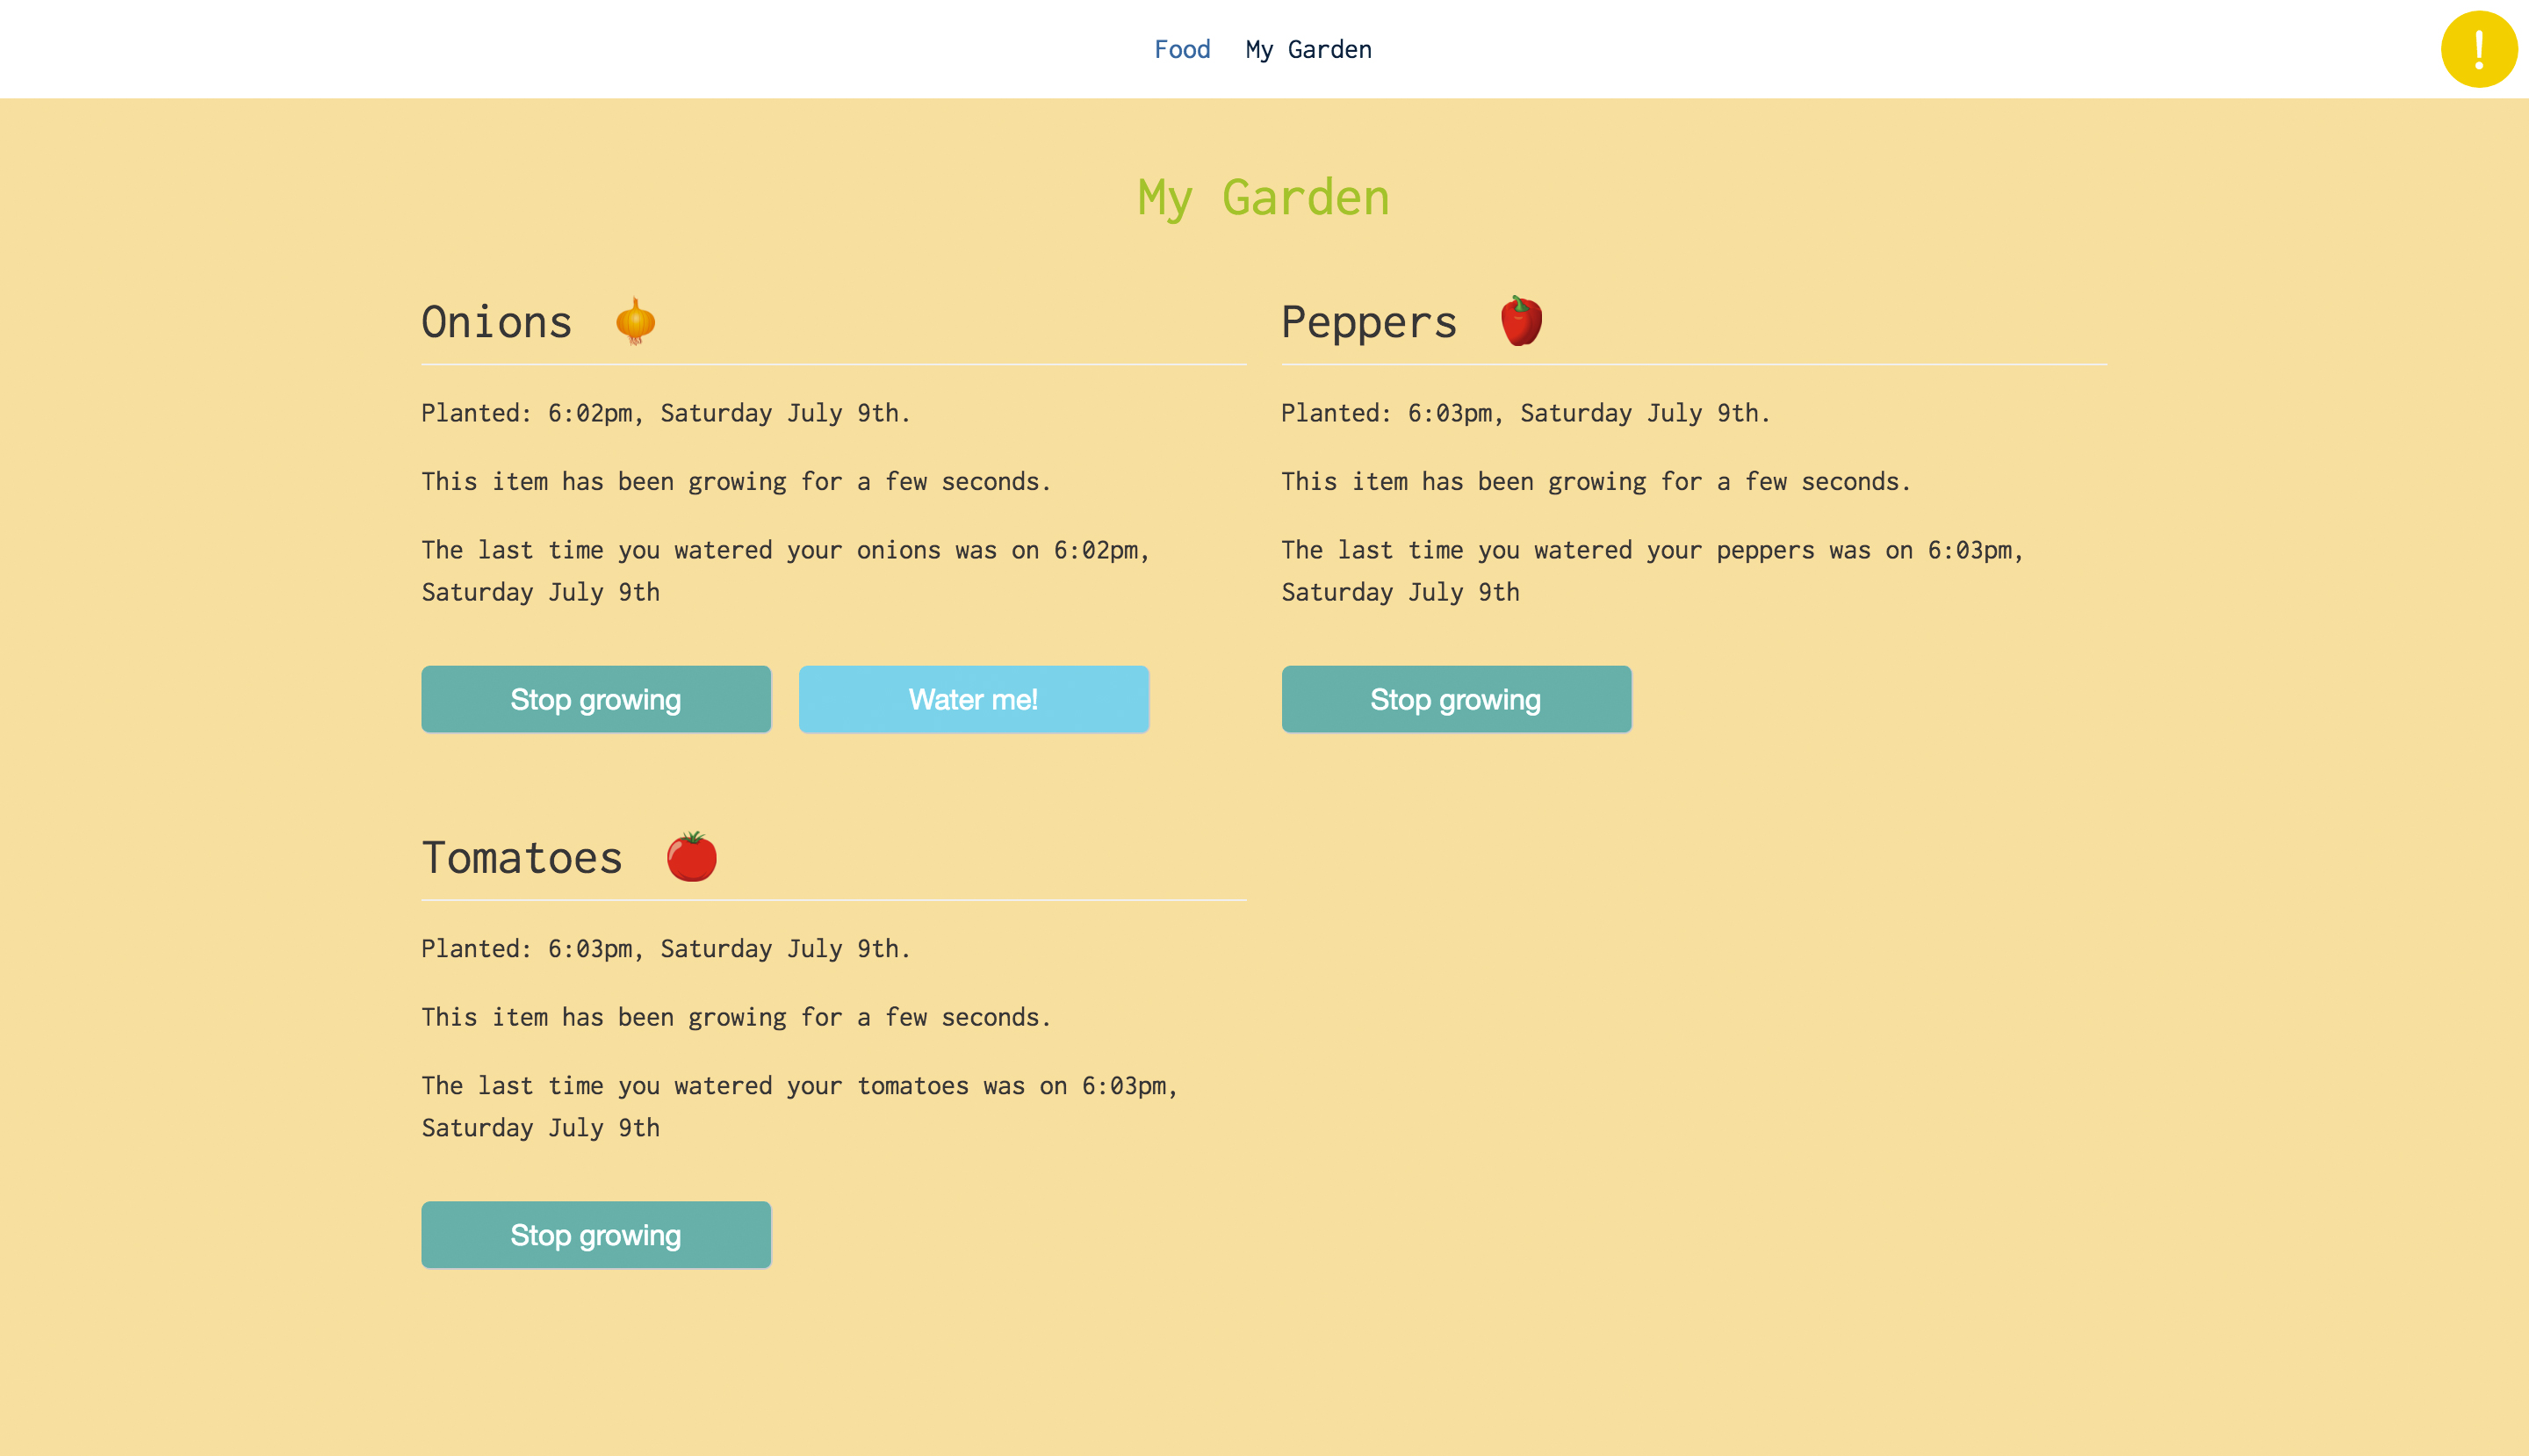 Food My Garden
!
My Garden
Onions
Planted: 6:02pm, Saturday July 9th.
This item has been growing for a few seconds.
The last time you watered your onions was on 6:02pm,
Saturday July 9th
Stop growing
Water me!
Peppers
Planted: 6:03pm, Saturday July 9th.
This item has been growing for a few seconds.
The last time you watered your peppers was on 6:03pm,
Saturday July 9th
Stop growing
Tomatoes
Planted: 6:03pm, Saturday July 9th.
This item has been growing for a few seconds.
The last time you watered your tomatoes was on 6:03pm,
Saturday July 9th
Stop growing